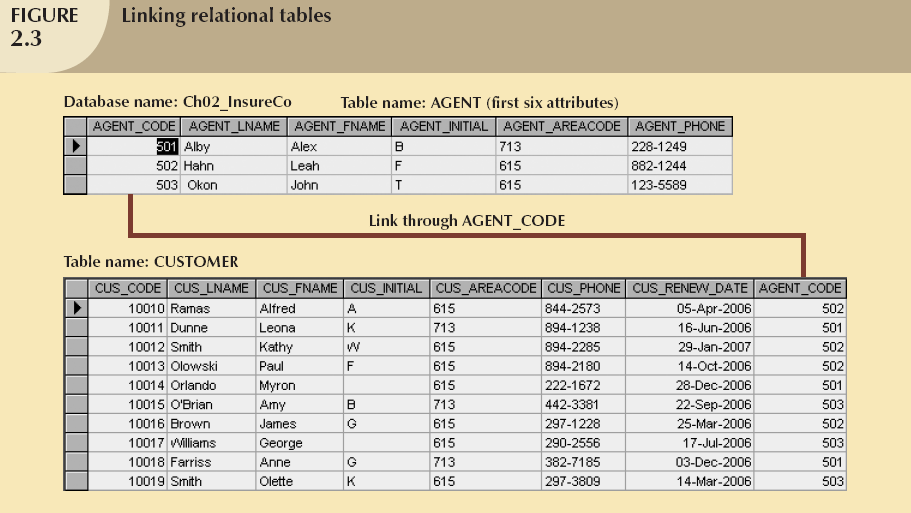 FIGURE 2.3
Linking relational tables
Database name: Ch02_InsureCo Table name: AGENT (first six attributes)
AGENT_CODE AGENT_LNAME AGENT_FNAME AGENT_INITIAL AGENT_AREACODE AGENT_PHONE
501 Alby Alex B 713 228-1249
502 Hahn Leah F 615 882-1244
503 Okon John T 615 123-5589
Link through AGENT_CODE
Table name: CUSTOMER
CUS_CODE CUS_LNAME CUS_FNAME CUS_INITIAL CUS_AREACODE CUS_PHONE CUS_RENEW_DATE AGENT_CODE
10010 Ramas Alfred A 615 844-2573 05-Apr-2006 502
10011 Dunne Leona K 713 894-1238 16-Jun-2006 501
10012 Smith Kathy W 615 894-2285 29-Jan-2007 502
10013 Olowski Paul F 615 894-2180 14-Oct-2006 502
10014 Orlando Myron 615 222-1672 28-Dec-2006 501
10015 O'Brian Amy B 713 442-3381 22-Sep-2006 503
10016 Brown James G 615 297-1228 25-Mar-2006 502
10017 Williams George 615 290-2556 17-Jul-2006 503
10018 Farriss Anne G 713 382-7185 03-Dec-2006 501
10019 Smith Olette K 615 297-3809 14-Mar-2006 503